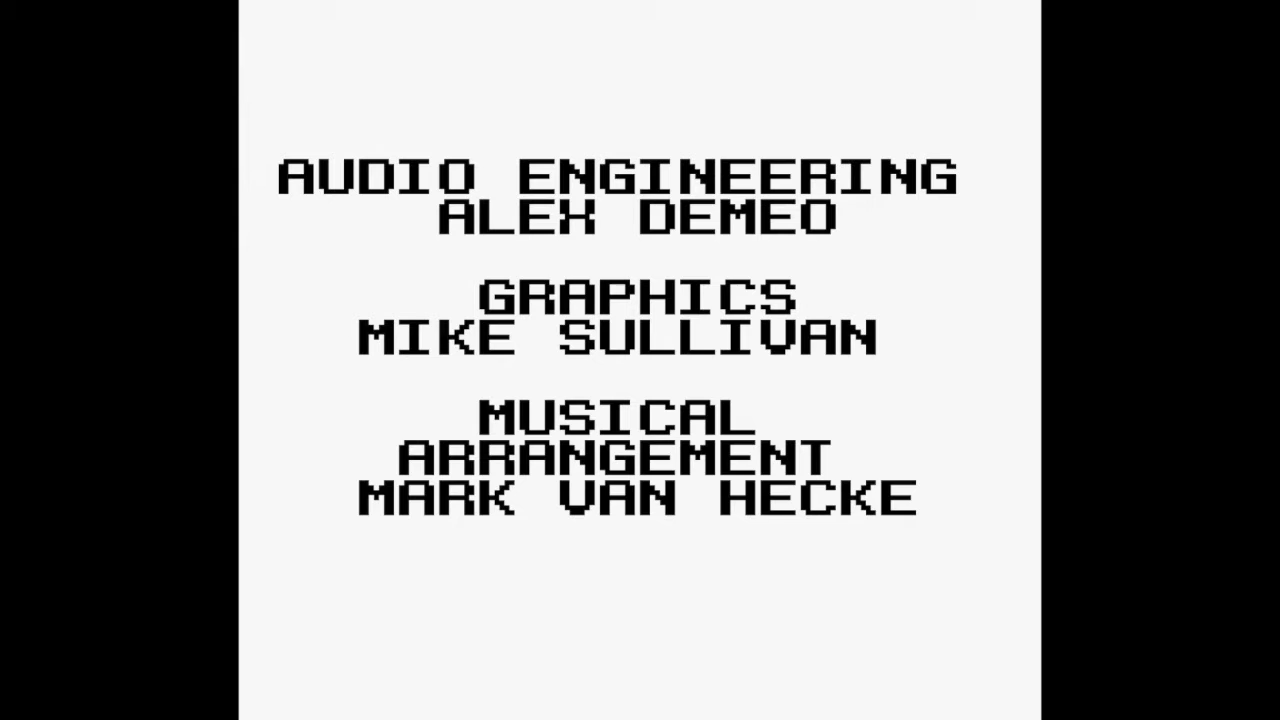 AUDIO ENGINEERING
ALEX DEMEO
GRAPHICS
MIKE SULLIVAN
MUSICAL
ARRANGEMENT
MARK VAN HECKE